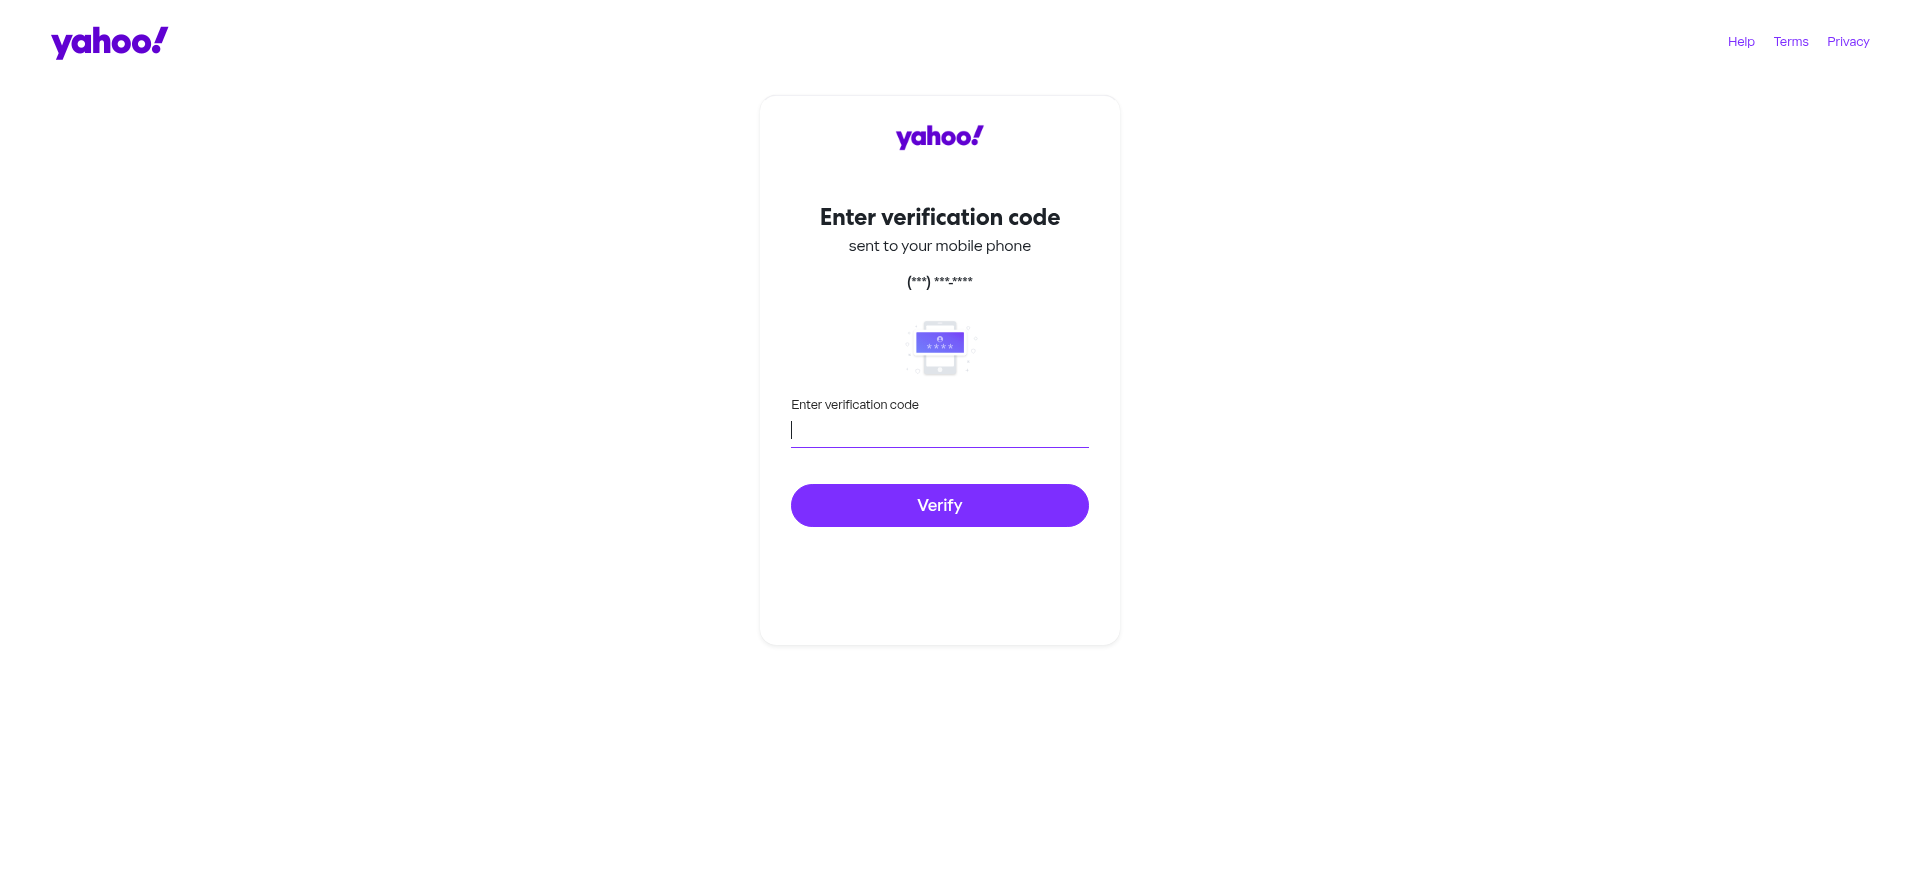 yahoo!
Help Terms Privacy
yahoo!
Enter verification code
sent to your mobile phone
(***) ***-****
Enter verification code
Verify